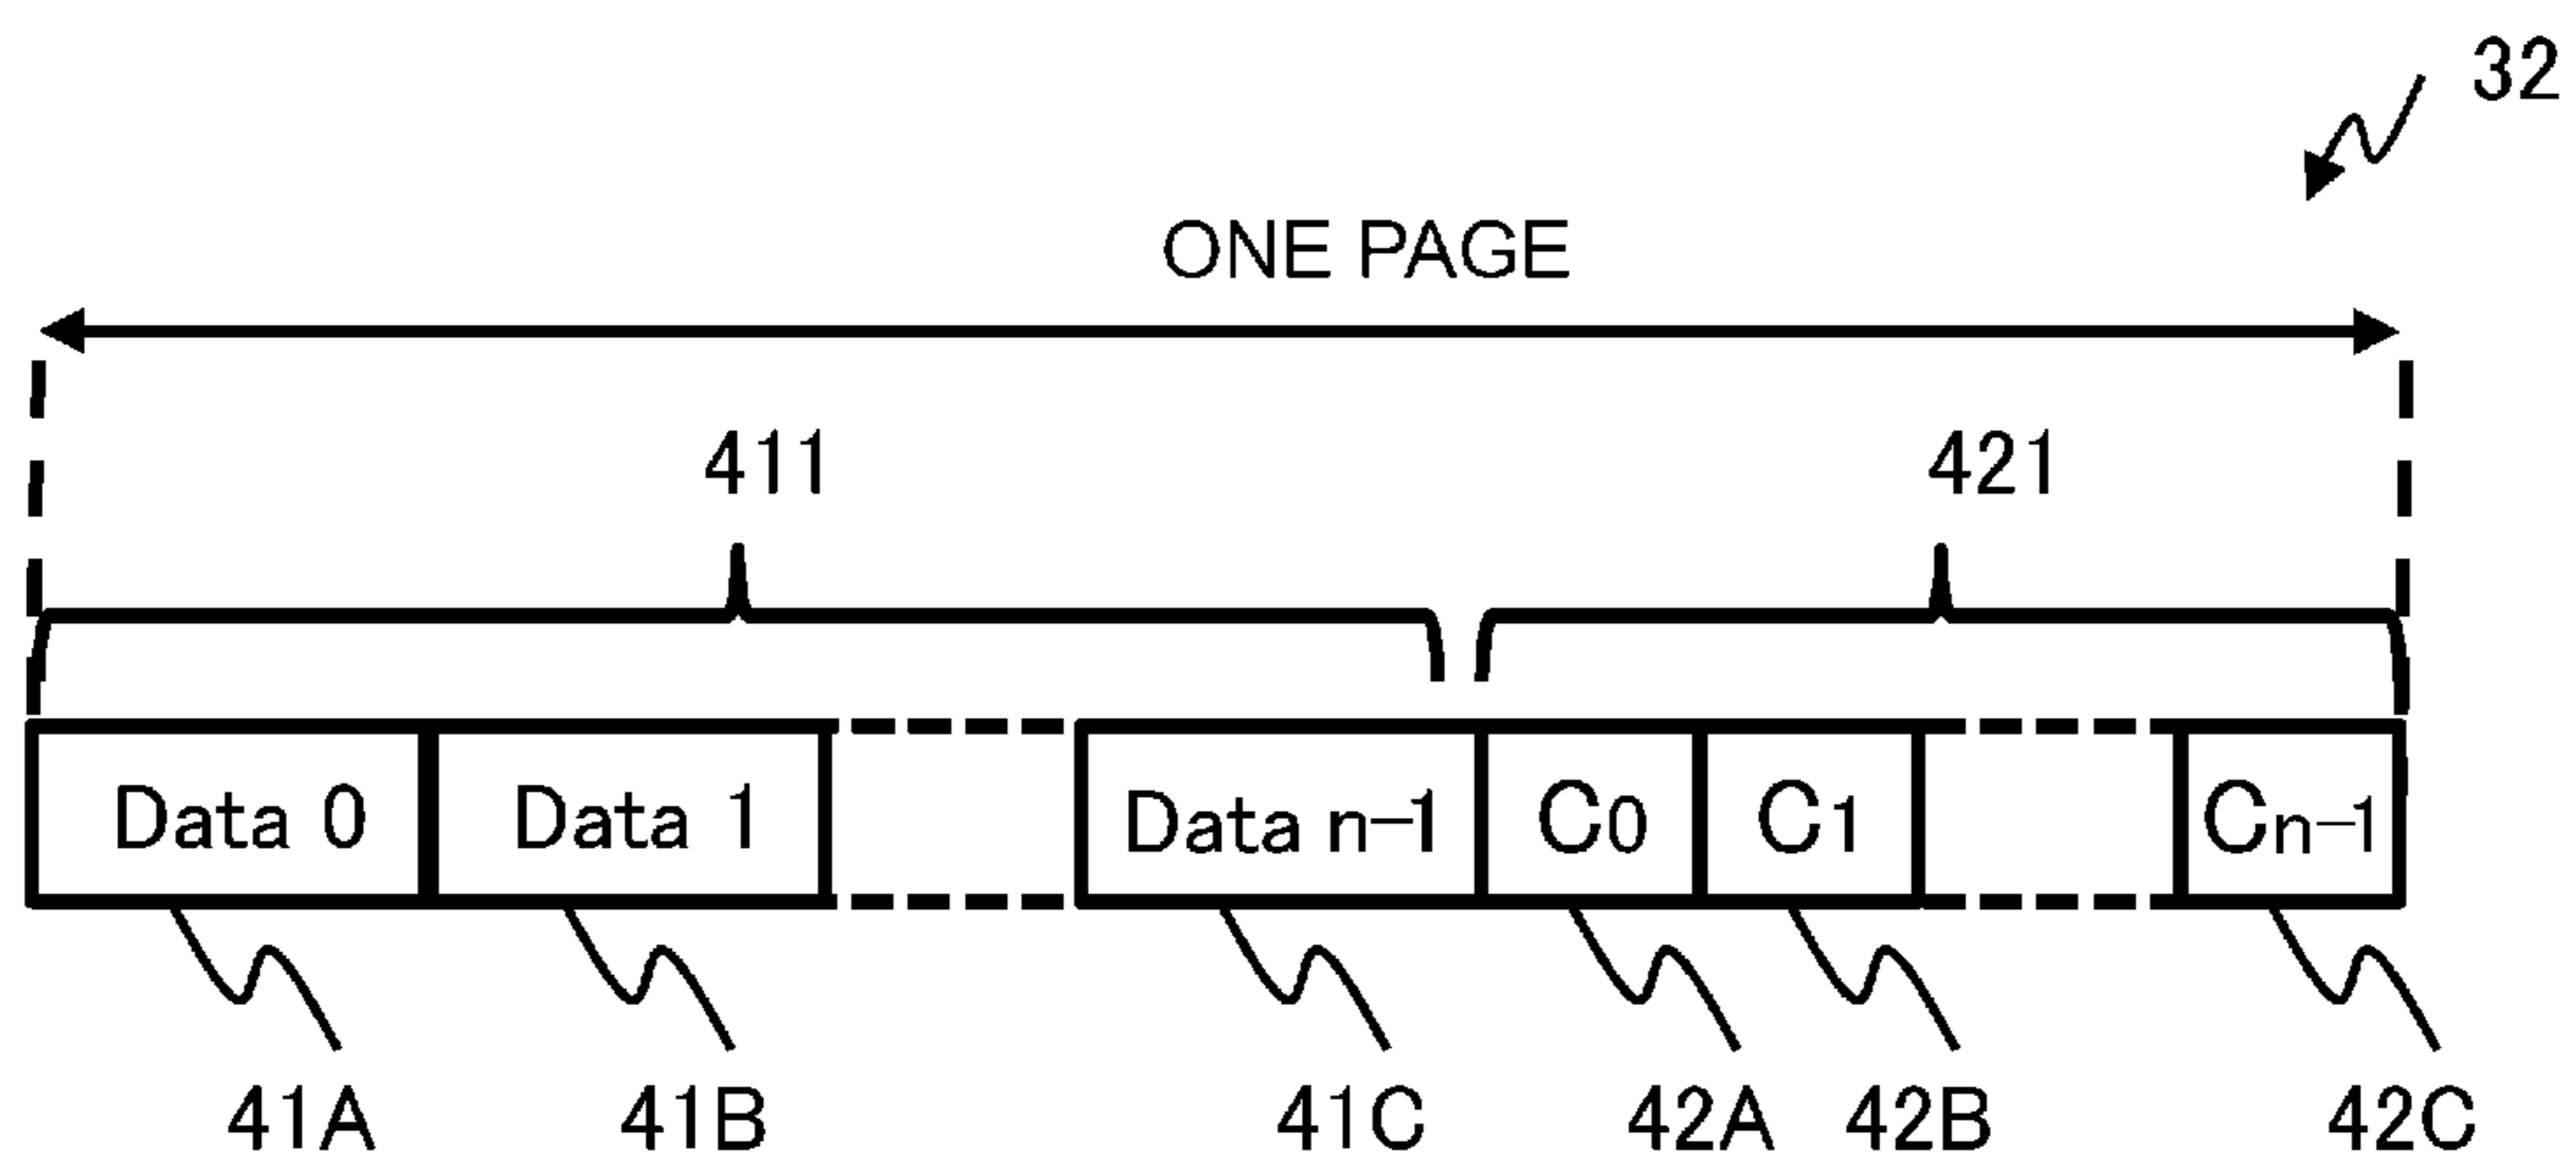 32
ONE PAGE
411 421
Data 0 Data 1 Data n-1 C0 C1 Cn-1
41A 41B 41C 42A 42B 42C